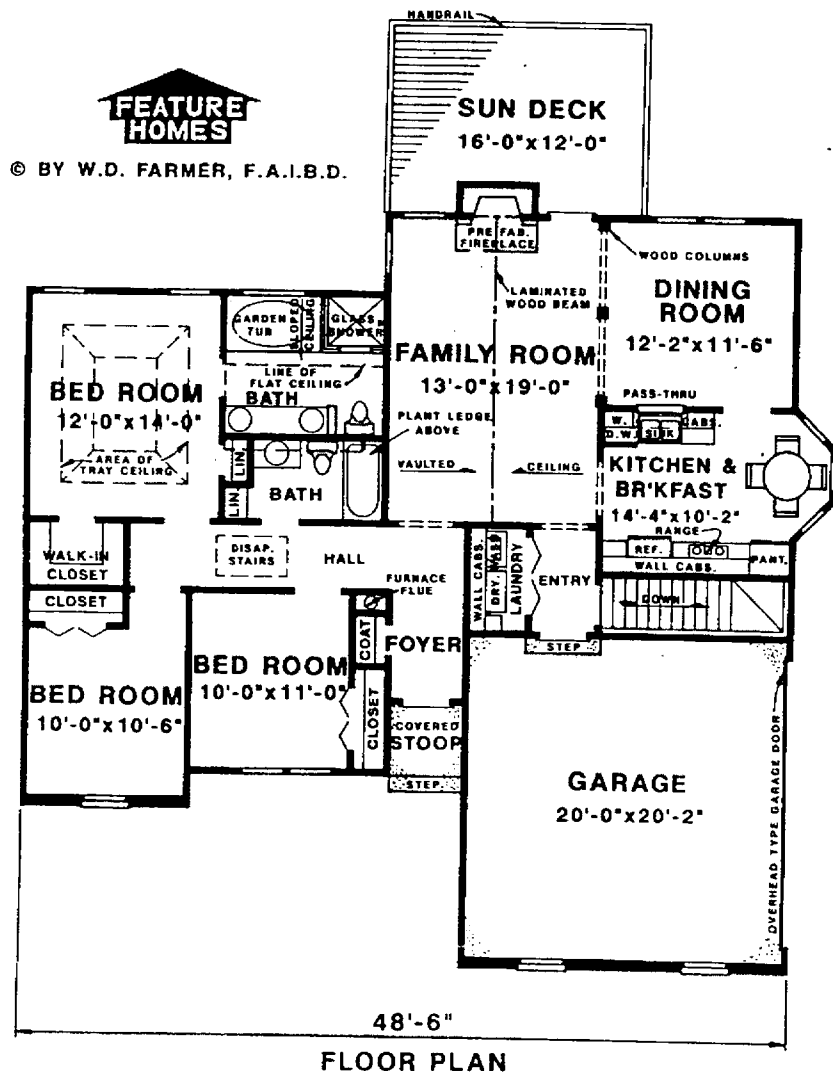 HANDRAIL
FEATURE
HOMES
© BY W.D. FARMER, F.A.I.B.D.
SUN DECK
16'-0"x12'-0"
PRE FAB.
FIREPLACE
WOOD COLUMNS
LAMINATED
WOOD BEAM
DINING
ROOM
12'-2"x11'-6"
GARDEN
TUB
SLOPED
CEILING
GLASS
SHOWER
FAMILY ROOM
13'-0"x19'-0"
LINE OF
FLAT CEILING
BATH
BED ROOM
12'-0"x14'-0"
AREA OF
TRAY CEILING
PASS-THRU
W.
D.W.
SINK
CABS.
PLANT LEDGE
ABOVE
LIN.
LIN.
BATH
VAULTED
CEILING
KITCHEN &
BR'KFAST
14'-4"x10'-2"
RANGE
REF.
WALL CABS.
PANT.
WALK-IN
CLOSET
DISAP.
STAIRS
HALL
FURNACE
FLUE
WALL CABS.
DRY.
WASH
LAUNDRY
ENTRY
DOWN
CLOSET
COAT
FOYER
STEP
BED ROOM
10'-0"x11'-0"
BED ROOM
10'-0"x10'-6"
CLOSET
COVERED
STOOP
STEP
GARAGE
20'-0"x20'-2"
OVERHEAD TYPE GARAGE DOOR
48'-6"
FLOOR PLAN